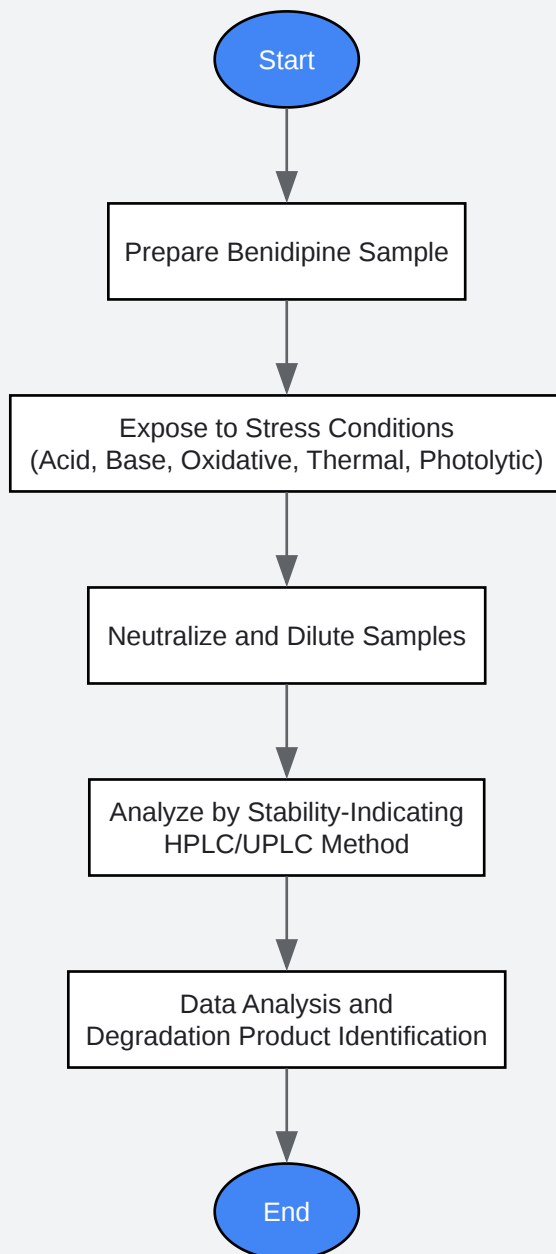 Start
Prepare Benidipine Sample
Expose to Stress Conditions
(Acid, Base, Oxidative, Thermal, Photolytic)
Neutralize and Dilute Samples
Analyze by Stability-Indicating
HPLC/UPLC Method
Data Analysis and
Degradation Product Identification
End